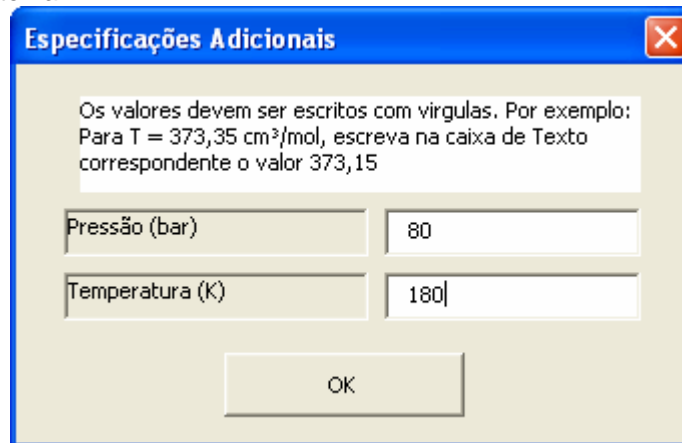 Especificações Adicionais
Os valores devem ser escritos com virgulas. Por exemplo:
Para T = 373,35 cm³/mol, escreva na caixa de Texto
correspondente o valor 373,15
Pressão (bar)
80
Temperatura (K)
180
OK